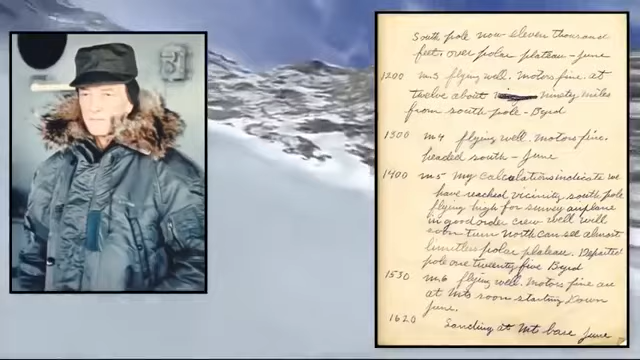 South pole now eleven thousand
feet. over polar plateau - June
1200 m3 flying well. Motors fine. at
twelve about ninety miles
from south pole - Byrd
1300 m4 flying well. Motors fine.
headed south - June
1400 m5 my calculations indicate we
have reached vicinity south pole
flying high for survey airplane
in good order crew well will
soon turn north can see almost
limitless polar plateau. Departed
pole one twenty five Byrd
1530 m6 flying well. Motors fine are
at Mts soon starting down
June.
1620 Landing at Mt base June